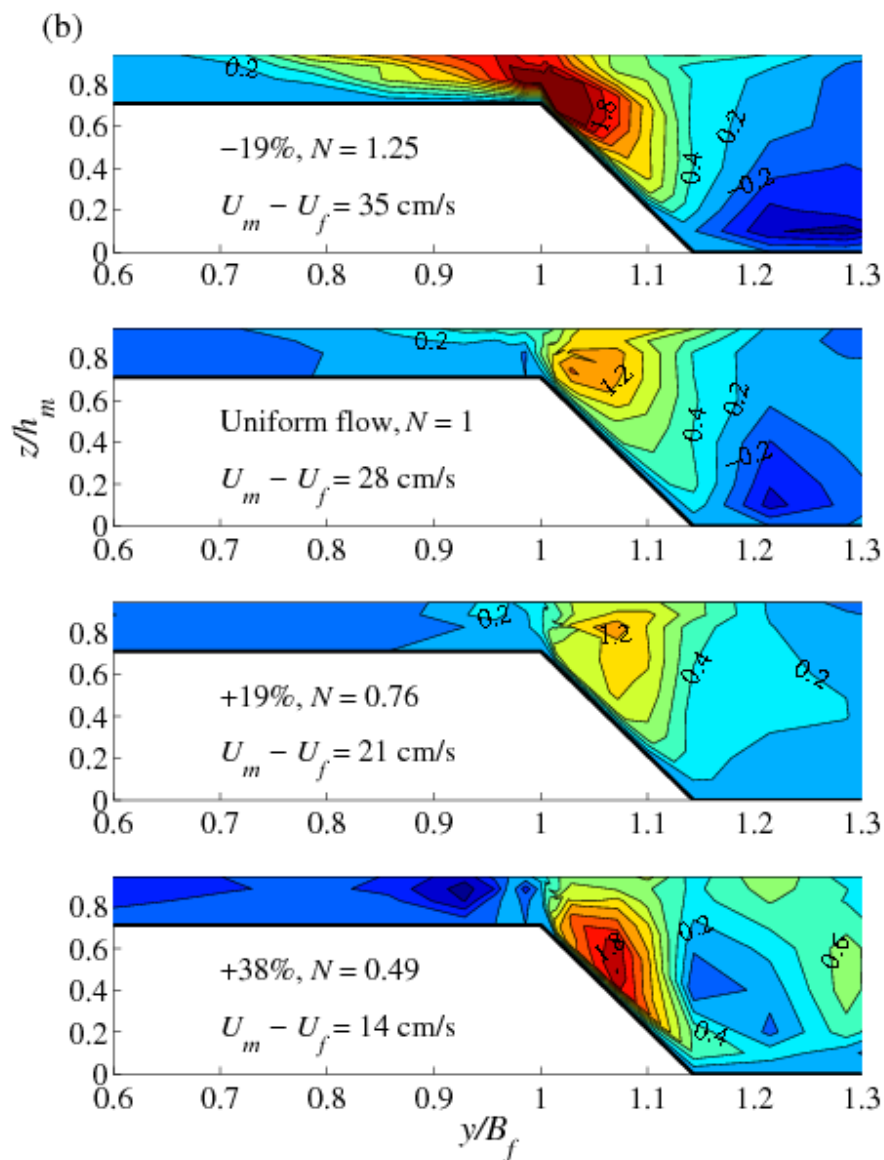 (b)
0.8
0.6
0.4
0.2
0
0.2
1.8
0.4
0.2
−0.2
−19%, N = 1.25
U_m − U_f = 35 cm/s
0.6 0.7 0.8 0.9 1 1.1 1.2 1.3
0.8
0.6
0.4
0.2
0
0.2
1.2
0.4
0.2
−0.2
Uniform flow, N = 1
U_m − U_f = 28 cm/s
0.6 0.7 0.8 0.9 1 1.1 1.2 1.3
z/h_m
0.8
0.6
0.4
0.2
0
0.2
1.2
0.4
0.2
+19%, N = 0.76
U_m − U_f = 21 cm/s
0.6 0.7 0.8 0.9 1 1.1 1.2 1.3
0.8
0.6
0.4
0.2
0
1.8
0.2
0.6
0.4
+38%, N = 0.49
U_m − U_f = 14 cm/s
0.6 0.7 0.8 0.9 1 1.1 1.2 1.3
y/B_f